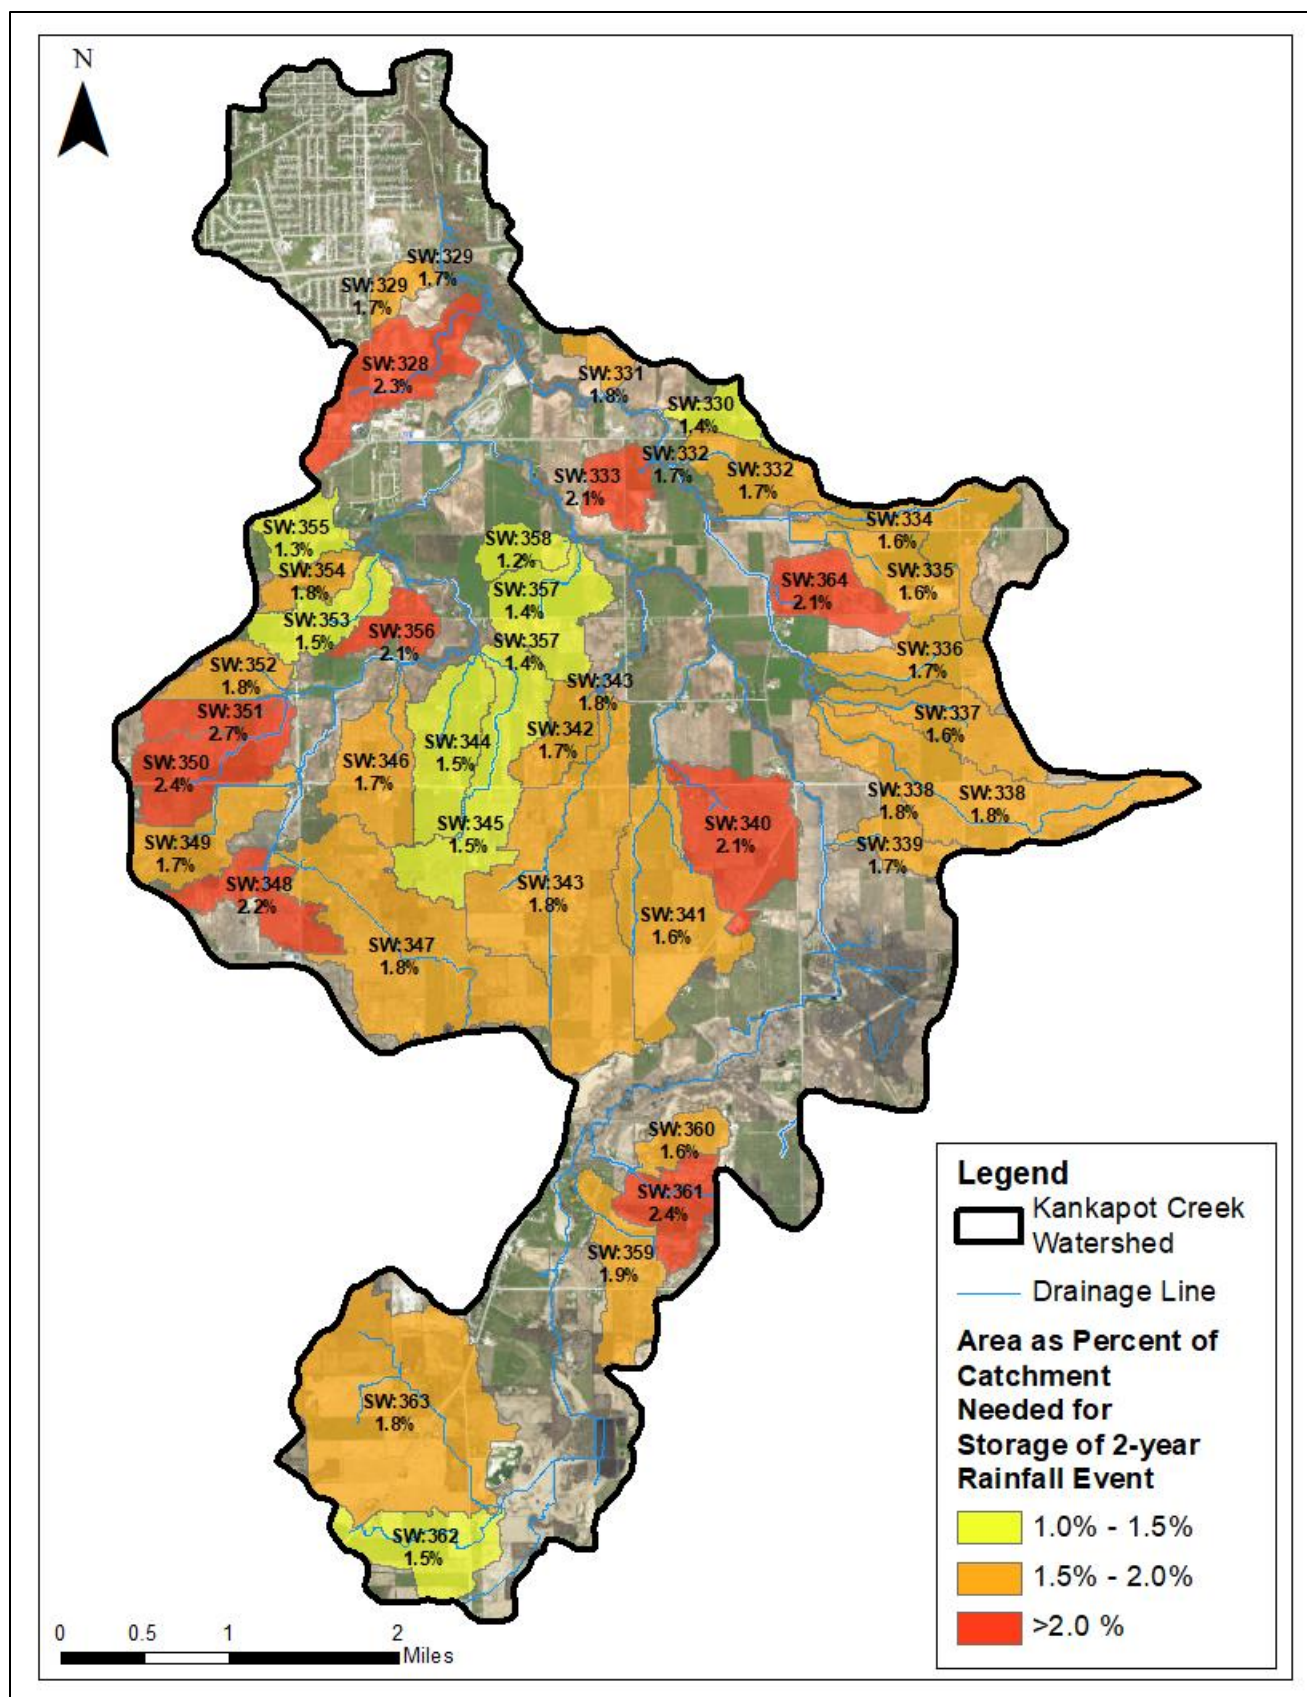 N
SW:329
1.7%
SW:329
1.7%
SW:328
2.3%
SW:331
1.8%
SW:330
1.4%
SW:332
1.7%
SW:332
1.7%
SW:333
2.1%
SW:334
1.6%
SW:355
1.3%
SW:358
1.2%
SW:354
1.8%
SW:335
1.6%
SW:364
2.1%
SW:357
1.4%
SW:353
1.5%
SW:356
2.1%
SW:357
1.4%
SW:336
1.7%
SW:352
1.8%
SW:343
1.8%
SW:351
2.7%
SW:337
1.6%
SW:342
1.7%
SW:344
1.5%
SW:350
2.4%
SW:346
1.7%
SW:338
1.8%
SW:338
1.8%
SW:345
1.5%
SW:340
2.1%
SW:349
1.7%
SW:339
1.7%
SW:348
2.2%
SW:343
1.8%
SW:341
1.6%
SW:347
1.8%
SW:360
1.6%
SW:361
2.4%
SW:359
1.9%
SW:363
1.8%
SW:362
1.5%
Legend
Kankapot Creek
Watershed
Drainage Line
Area as Percent of
Catchment
Needed for
Storage of 2-year
Rainfall Event
1.0% - 1.5%
1.5% - 2.0%
>2.0 %
0 0.5 1 2
Miles